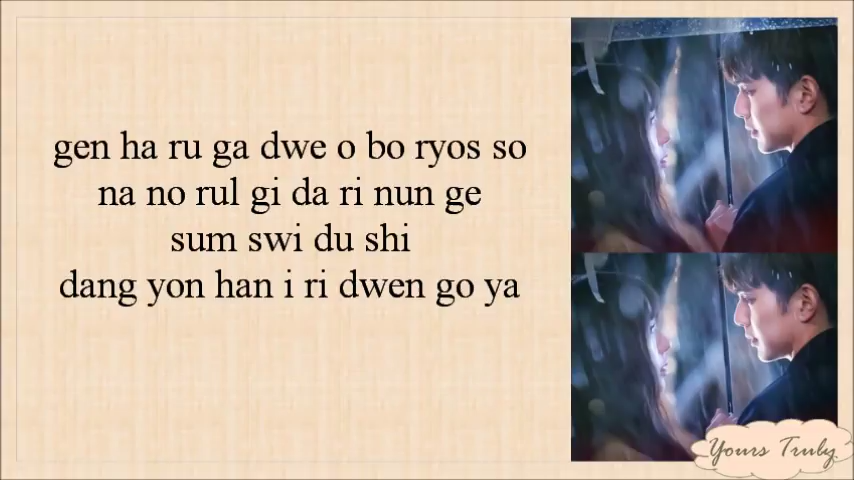 gen ha ru ga dwe o bo ryos so
na no rul gi da ri nun ge
sum swi du shi
dang yon han i ri dwen go ya
Yours Truly